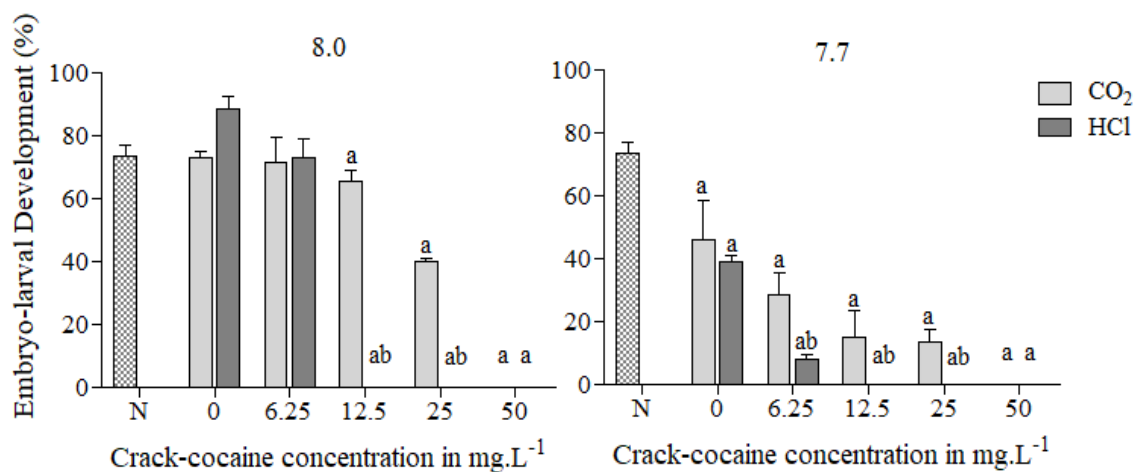 8.0
7.7
Embryo-larval Development (%)
100
80
60
40
20
0
a
a
ab
ab
a a
N
0
6.25
12.5
25
50
Crack-cocaine concentration in mg.L⁻¹
100
80
60
40
20
0
a
a
a
ab
a
ab
a
ab
a a
N
0
6.25
12.5
25
50
Crack-cocaine concentration in mg.L⁻¹
CO₂
HCl